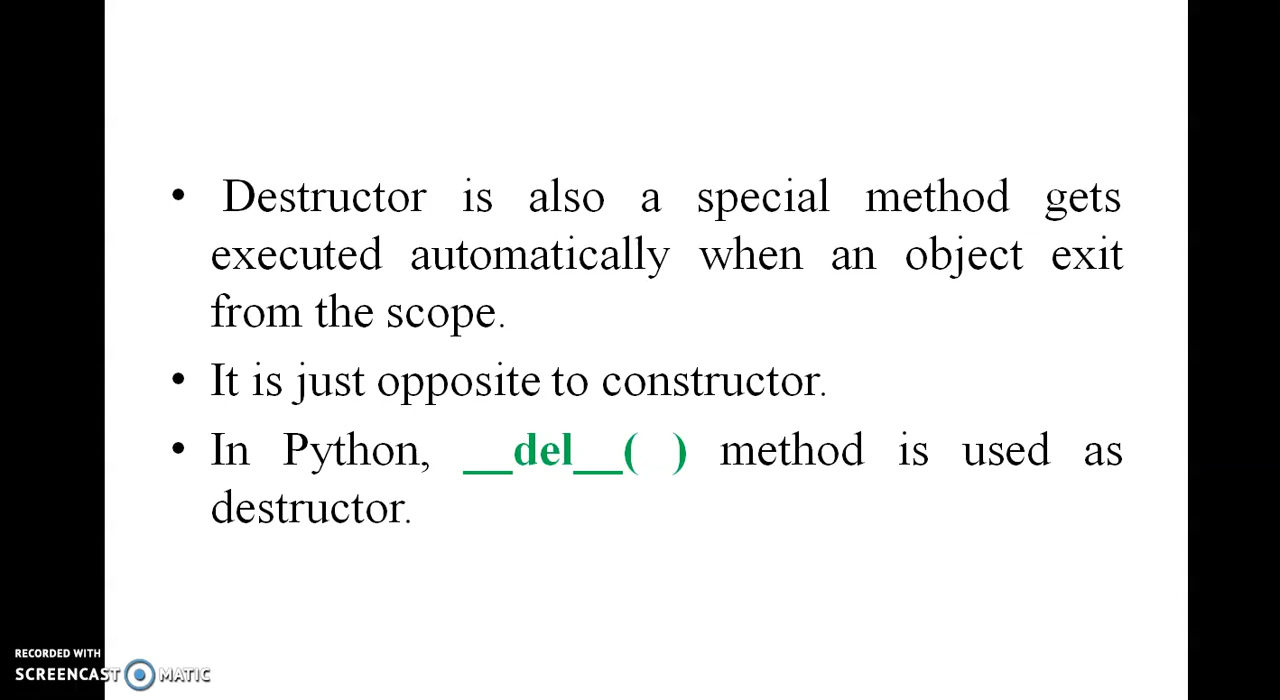 • Destructor is also a special method gets
executed automatically when an object exit
from the scope.
• It is just opposite to constructor.
• In Python, __del__( ) method is used as
destructor.
RECORDED WITH
SCREENCAST MATIC